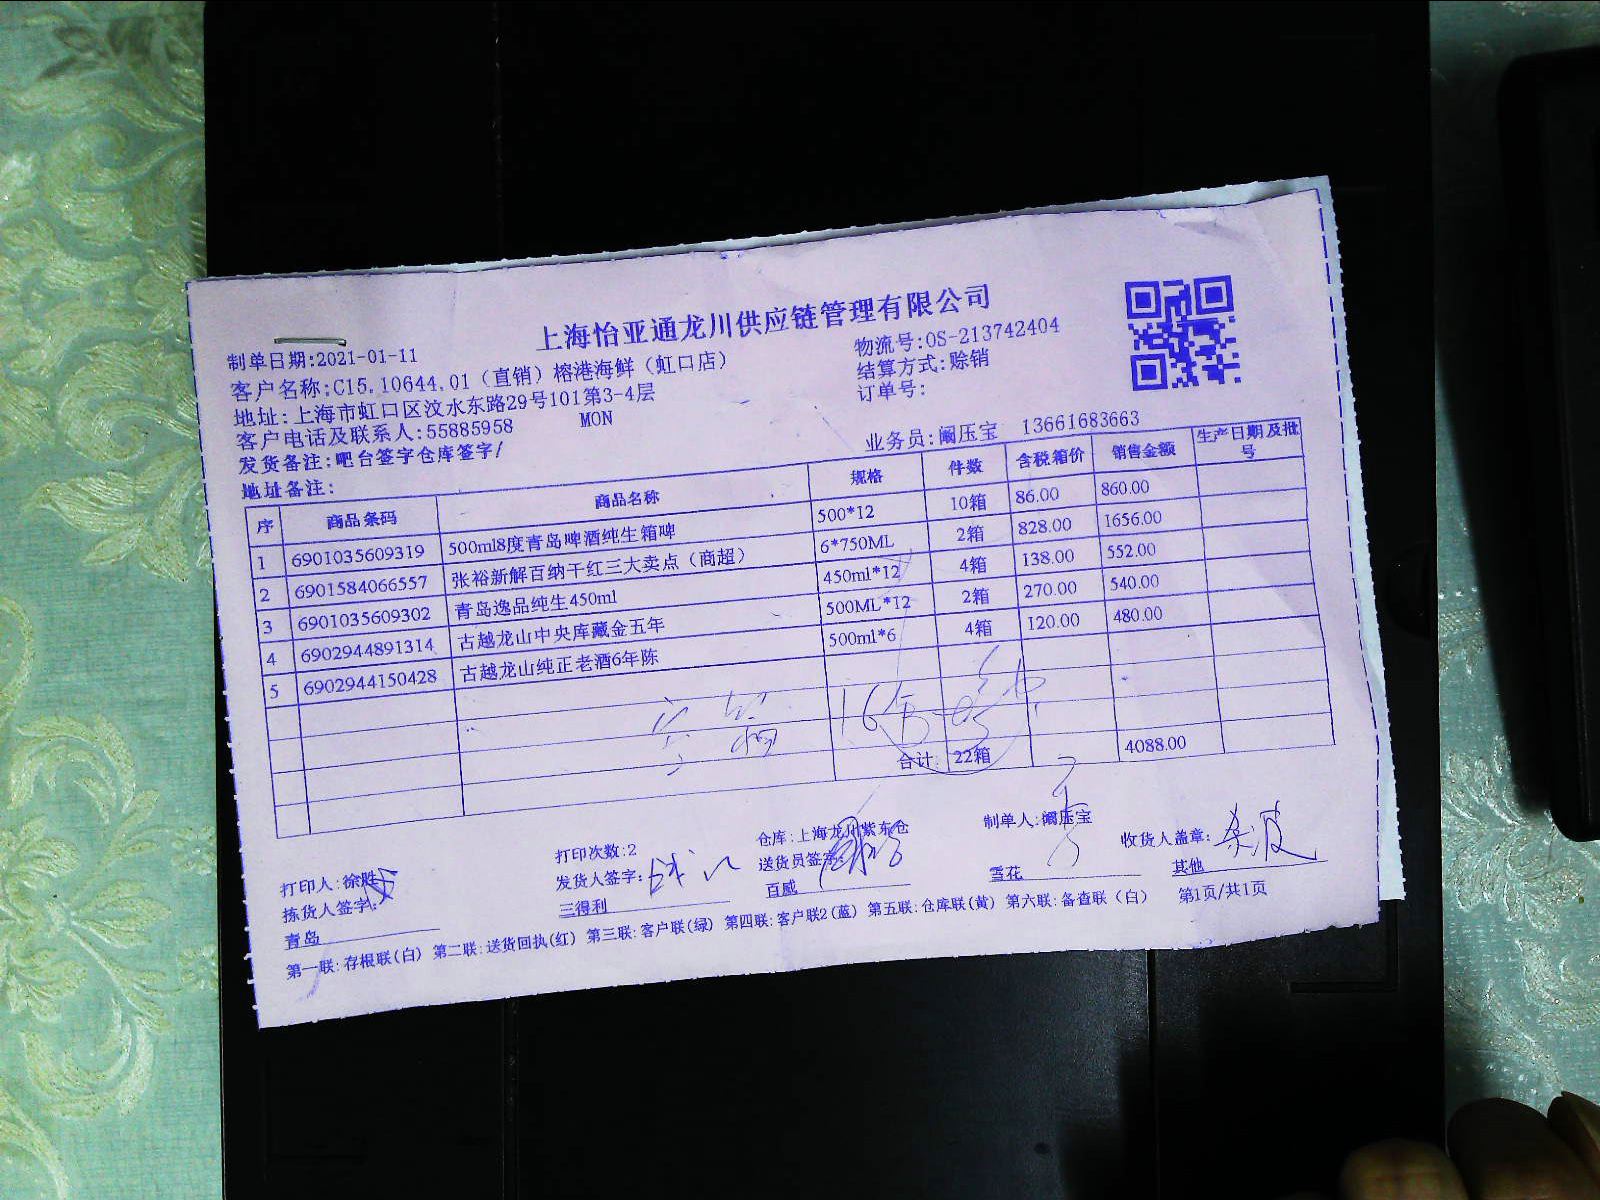 上海怡亚通龙川供应链管理有限公司
制单日期:2021-01-11
物流号:OS-213742404
客户名称:C15.10644.01（直销）榕港海鲜（虹口店）
结算方式:赊销
地址:上海市虹口区汶水东路29号101第3-4层
订单号:
客户电话及联系人:55885958 MON
发货备注:吧台签字仓库签字/
业务员:阚压宝 13661683663
地址备注:
序 商品条码 商品名称 规格 件数 含税箱价 销售金额 生产日期及批号
1 6901035609319 500ml8度青岛啤酒纯生箱啤 500*12 10箱 86.00 860.00
2 6901584066557 张裕新解百纳干红三大卖点（商超） 6*750ML 2箱 828.00 1656.00
3 6901035609302 青岛逸品纯生450ml 450ml*12 4箱 138.00 552.00
4 6902944891314 古越龙山中央库藏金五年 500ML*12 2箱 270.00 540.00
5 6902944150428 古越龙山纯正老酒6年陈 500ml*6 4箱 120.00 480.00
合计: 22箱 4088.00
打印人:徐胜 打印次数:2 仓库:上海龙川紫东仓 制单人:阚压宝 收货人盖章:
拣货人签字: 发货人签字: 送货员签字:
青岛 三得利 百威 雪花 其他
第一联:存根联(白) 第二联:送货回执(红) 第三联:客户联(绿) 第四联:客户联2(蓝) 第五联:仓库联(黄) 第六联:备查联（白） 第1页/共1页